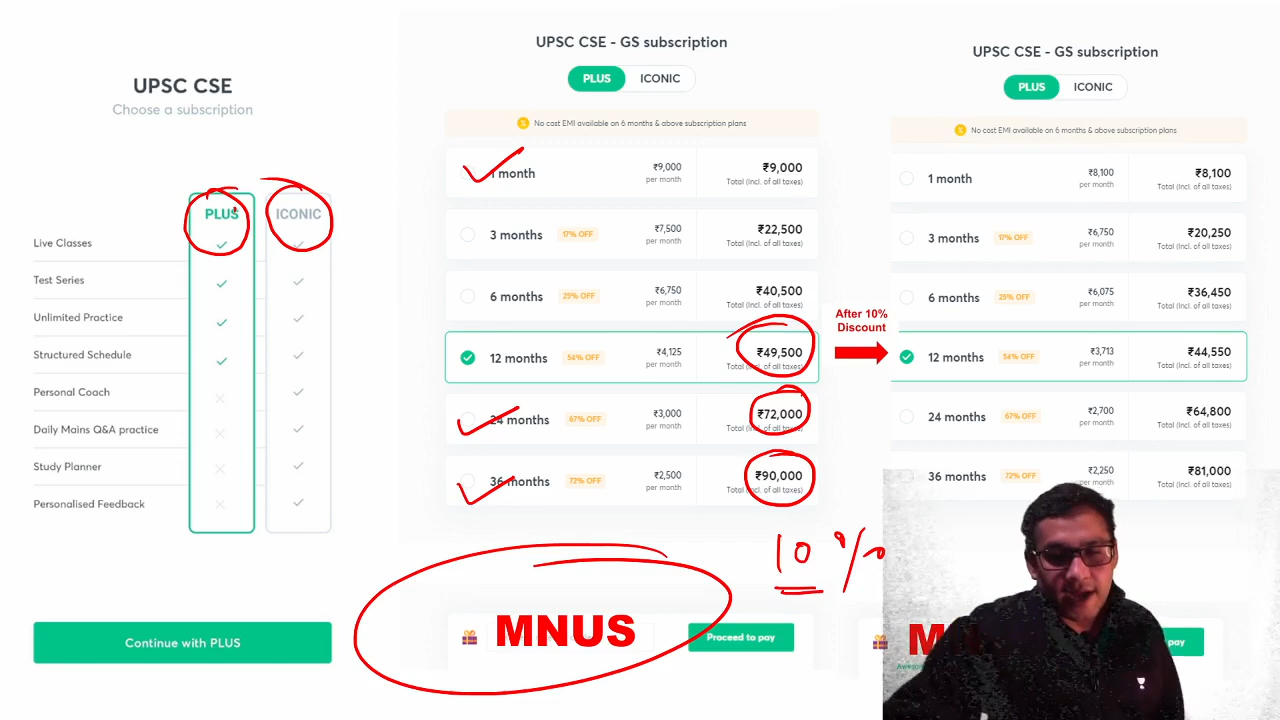 UPSC CSE
Choose a subscription
PLUS ICONIC
Live Classes
Test Series
Unlimited Practice
Structured Schedule
Personal Coach
Daily Mains Q&A practice
Study Planner
Personalised Feedback
Continue with PLUS
UPSC CSE - GS subscription
PLUS ICONIC
No cost EMI available on 6 months & above subscription plans
1 month ₹9,000 ₹9,000
per month Total (Incl. of all taxes)
3 months 17% OFF ₹7,500 ₹22,500
per month Total (Incl. of all taxes)
6 months 25% OFF ₹6,750 ₹40,500
per month Total (Incl. of all taxes)
12 months 54% OFF ₹4,125 ₹49,500
per month Total (Incl. of all taxes)
24 months 67% OFF ₹3,000 ₹72,000
per month Total (Incl. of all taxes)
36 months 72% OFF ₹2,500 ₹90,000
per month Total (Incl. of all taxes)
10 %
MNUS
Proceed to pay
After 10%
Discount
UPSC CSE - GS subscription
PLUS ICONIC
No cost EMI available on 6 months & above subscription plans
1 month ₹8,100 ₹8,100
per month Total (Incl. of all taxes)
3 months 17% OFF ₹6,750 ₹20,250
per month Total (Incl. of all taxes)
6 months 25% OFF ₹6,075 ₹36,450
per month Total (Incl. of all taxes)
12 months 54% OFF ₹3,713 ₹44,550
per month Total (Incl. of all taxes)
24 months 67% OFF ₹2,700 ₹64,800
per month Total (Incl. of all taxes)
36 months 72% OFF ₹2,250 ₹81,000
per month Total (Incl. of all taxes)
pay